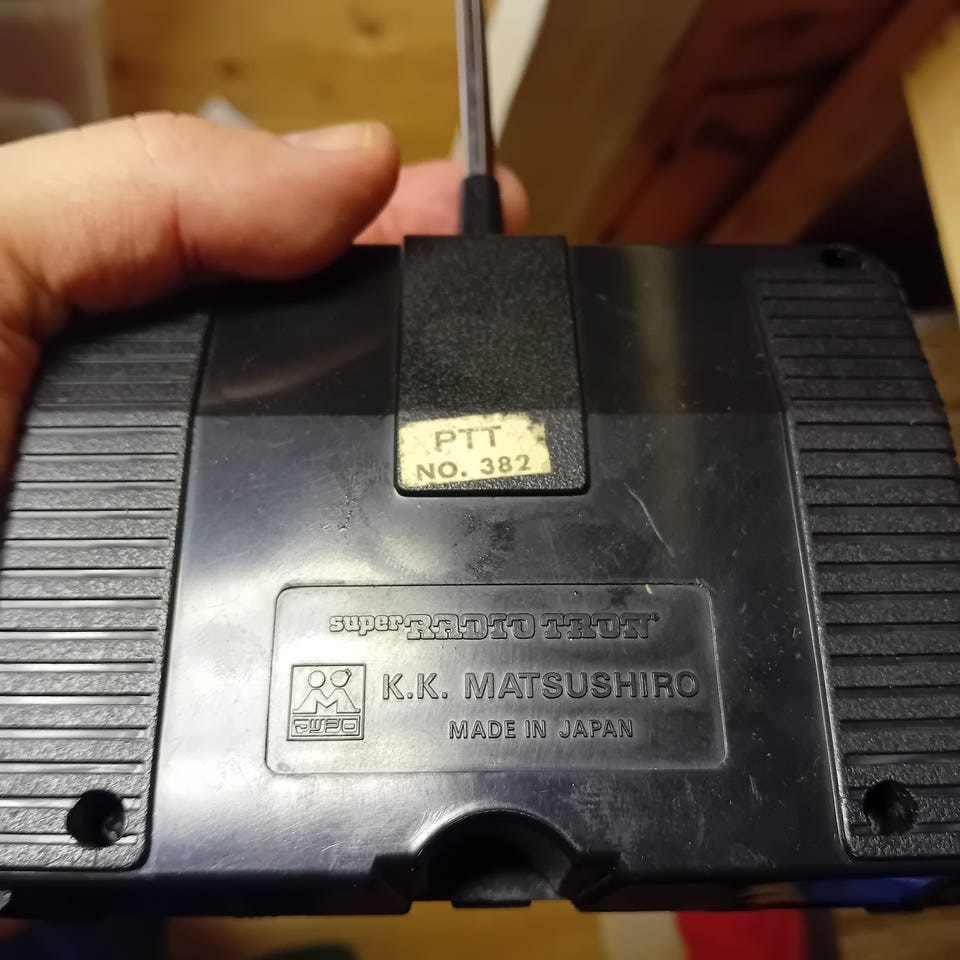 PTT
NO. 382
super RADIO TRON
K.K. MATSUSHIRO
MADE IN JAPAN